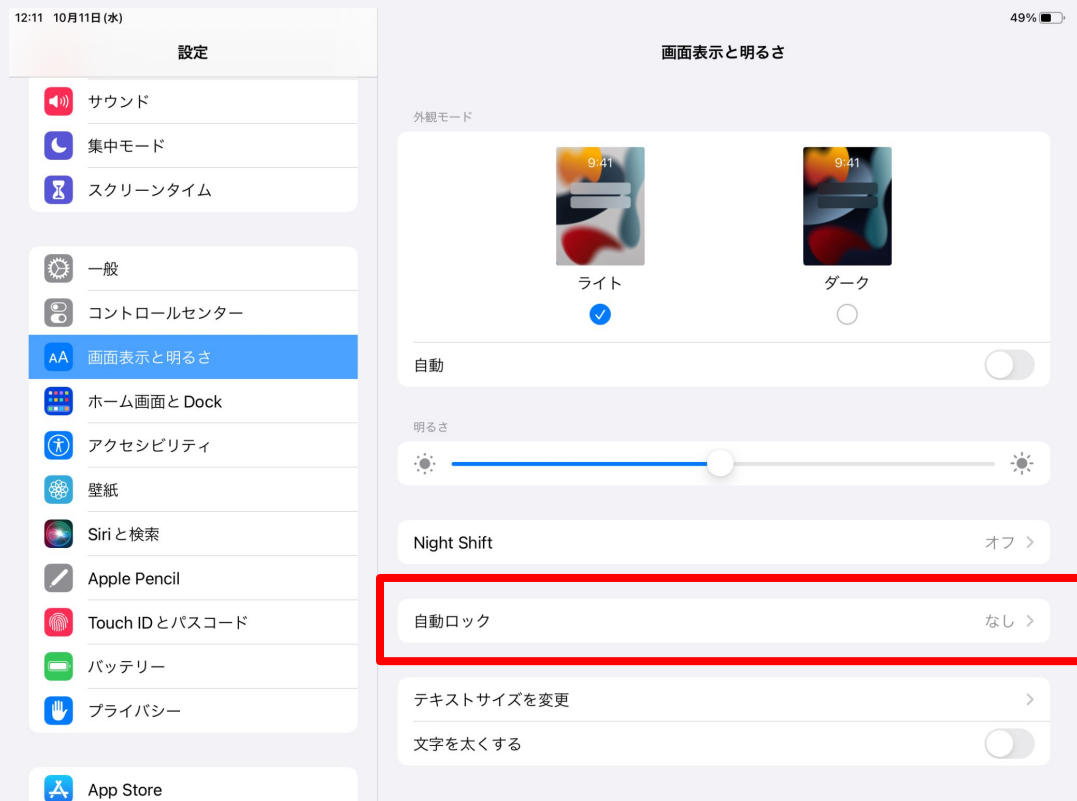 12:11 10月11日(水)
49%
設定
サウンド
集中モード
スクリーンタイム
一般
コントロールセンター
AA 画面表示と明るさ
ホーム画面とDock
アクセシビリティ
壁紙
Siriと検索
Apple Pencil
Touch IDとパスコード
バッテリー
プライバシー
App Store
画面表示と明るさ
外観モード
9:41
9:41
ライト
ダーク
自動
明るさ
Night Shift オフ
自動ロック なし
テキストサイズを変更
文字を太くする